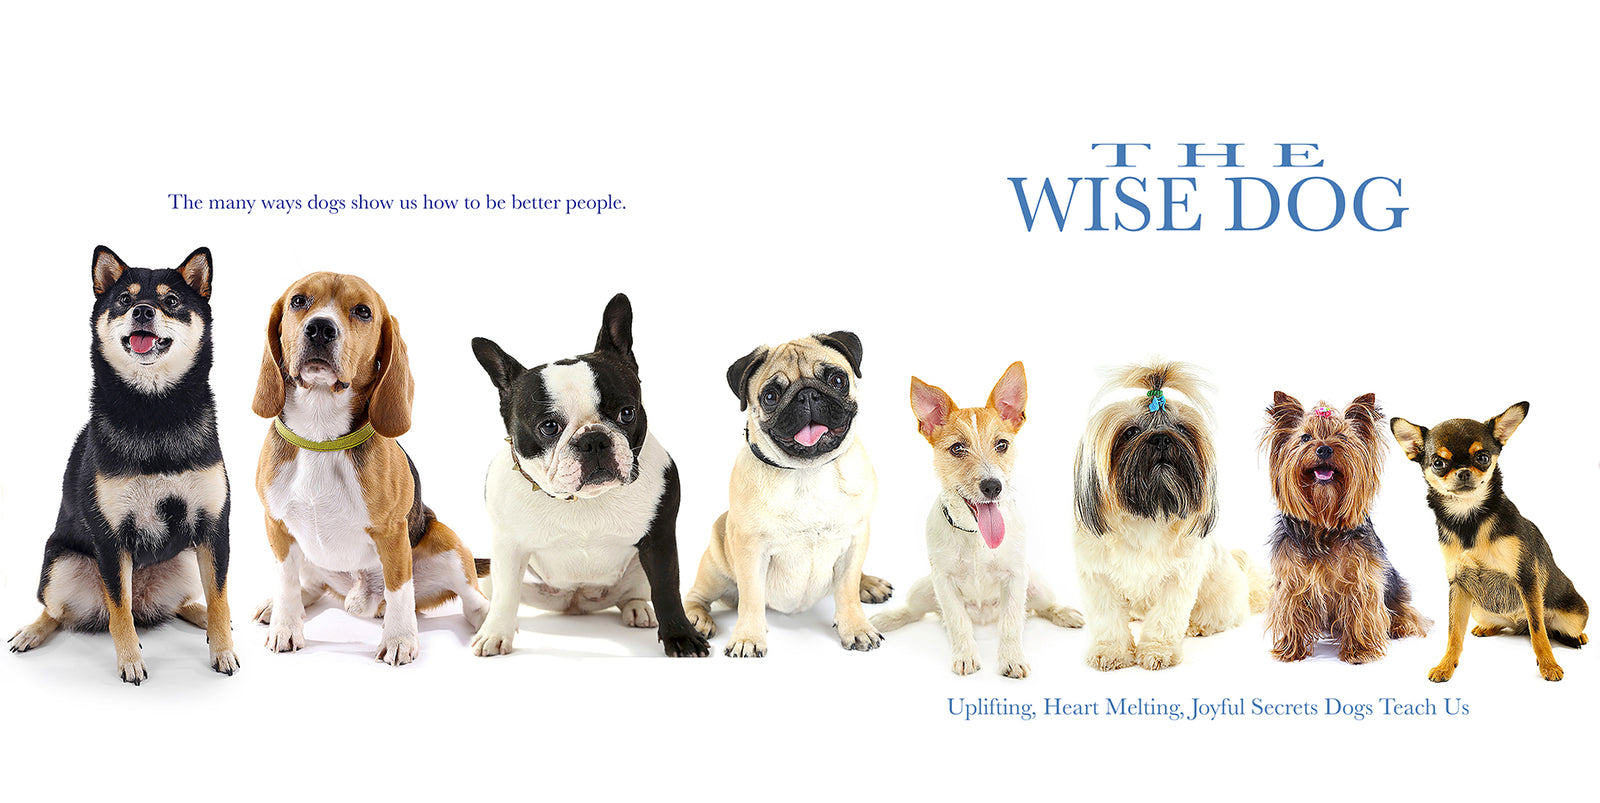 The many ways dogs show us how to be better people.
THE
WISE DOG
Uplifting, Heart Melting, Joyful Secrets Dogs Teach Us